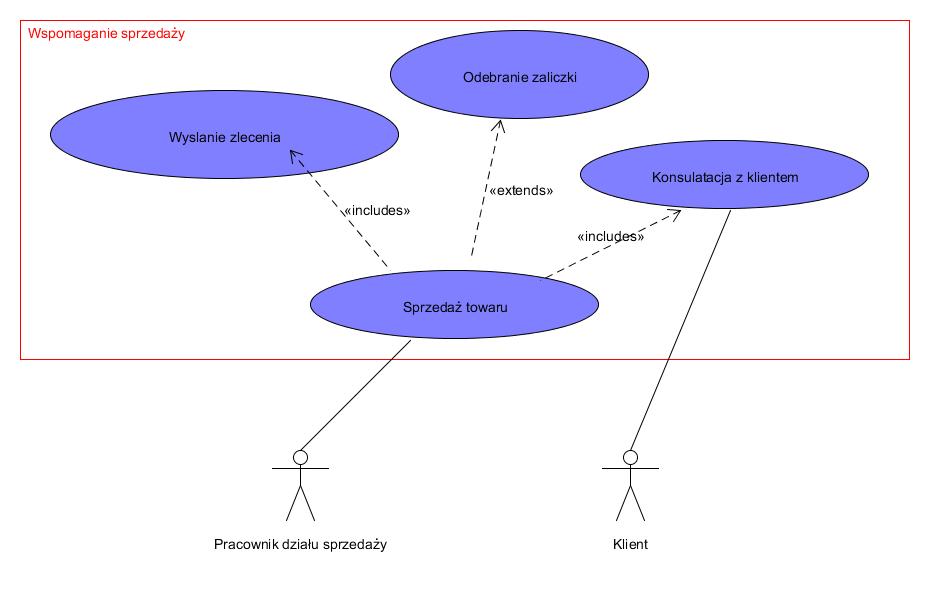 Wspomaganie sprzedaży
Odebranie zaliczki
Wyslanie zlecenia
Konsulatacja z klientem
«extends»
«includes»
«includes»
Sprzedaż towaru
Pracownik działu sprzedaży
Klient